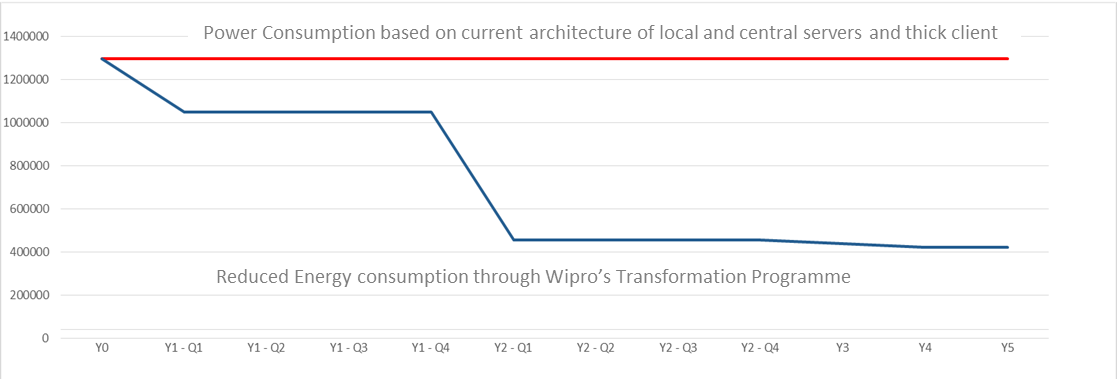 Power Consumption based on current architecture of local and central servers and thick client
1400000
1200000
1000000
800000
600000
400000
Reduced Energy consumption through Wipro’s Transformation Programme
200000
0
Y0 Y1 - Q1 Y1 - Q2 Y1 - Q3 Y1 - Q4 Y2 - Q1 Y2 - Q2 Y2 - Q3 Y2 - Q4 Y3 Y4 Y5